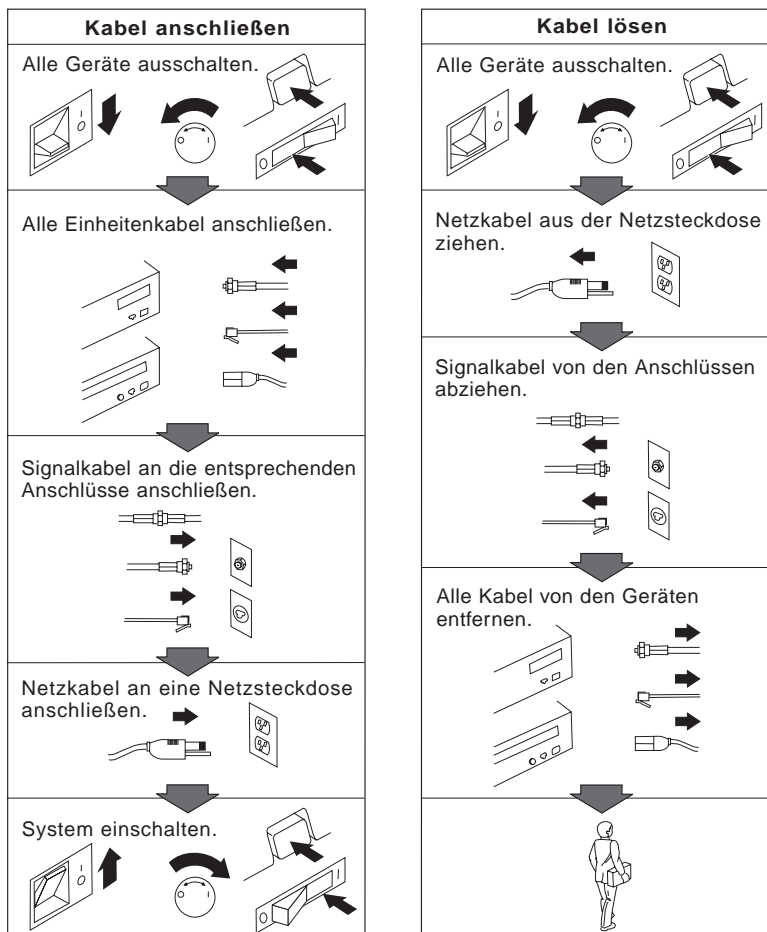 Kabel anschließen
Alle Geräte ausschalten.
Alle Einheitenkabel anschließen.
Signalkabel an die entsprechenden
Anschlüsse anschließen.
Netzkabel an eine Netzsteckdose
anschließen.
System einschalten.
Kabel lösen
Alle Geräte ausschalten.
Netzkabel aus der Netzsteckdose
ziehen.
Signalkabel von den Anschlüssen
abziehen.
Alle Kabel von den Geräten
entfernen.